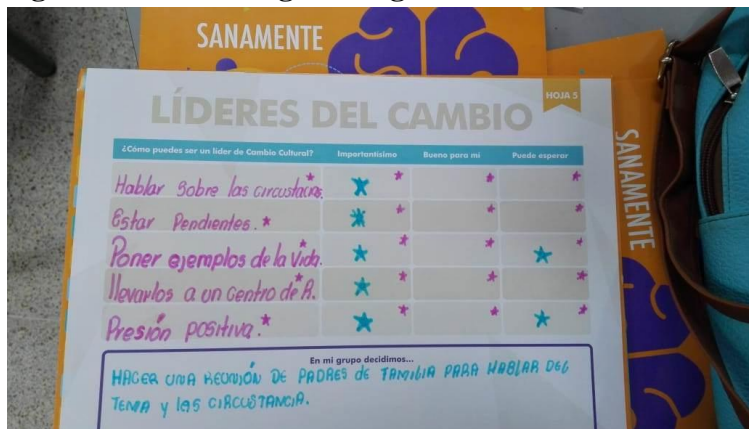 SANAMENTE
LÍDERES DEL CAMBIO
HOJA 5
¿Cómo puedes ser un líder de Cambio Cultural? Importantísimo Bueno para mí Puede esperar
Hablar sobre las circustacias.
Estar Pendientes.
Poner ejemplos de la vida.
llevarlos a un centro de R.
Presión positiva.
En mi grupo decidimos...
HACER UNA REUNIÓN DE PADRES de FAMILIA PARA HABLAR DEL
TEMA y las CIRCUSTANCIA.
SANAMENTE